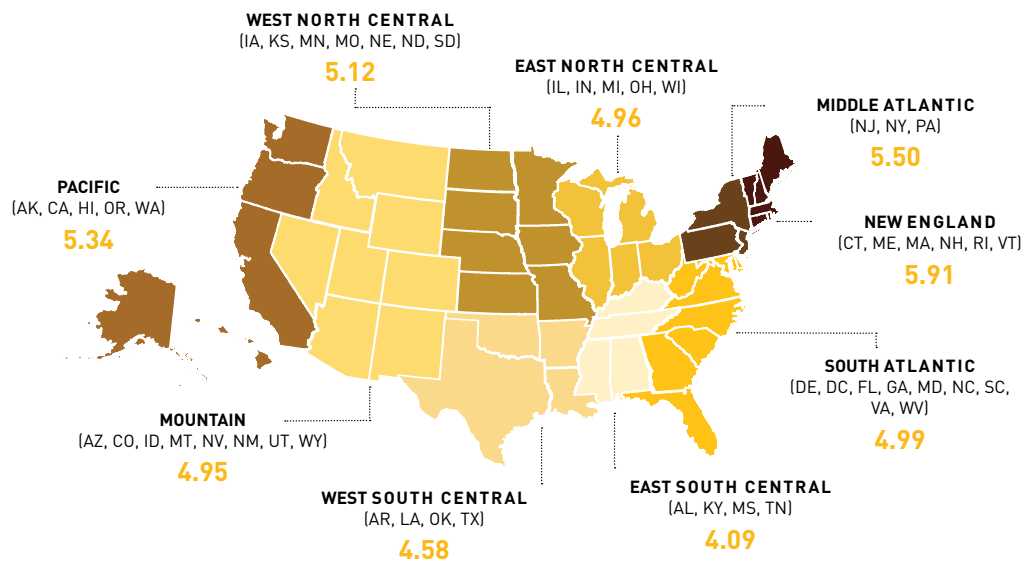 WEST NORTH CENTRAL
(IA, KS, MN, MO, NE, ND, SD)
5.12
EAST NORTH CENTRAL
(IL, IN, MI, OH, WI)
4.96
MIDDLE ATLANTIC
(NJ, NY, PA)
5.50
PACIFIC
(AK, CA, HI, OR, WA)
5.34
NEW ENGLAND
(CT, ME, MA, NH, RI, VT)
5.91
SOUTH ATLANTIC
(DE, DC, FL, GA, MD, NC, SC,
VA, WV)
4.99
MOUNTAIN
(AZ, CO, ID, MT, NV, NM, UT, WY)
4.95
WEST SOUTH CENTRAL
(AR, LA, OK, TX)
4.58
EAST SOUTH CENTRAL
(AL, KY, MS, TN)
4.09